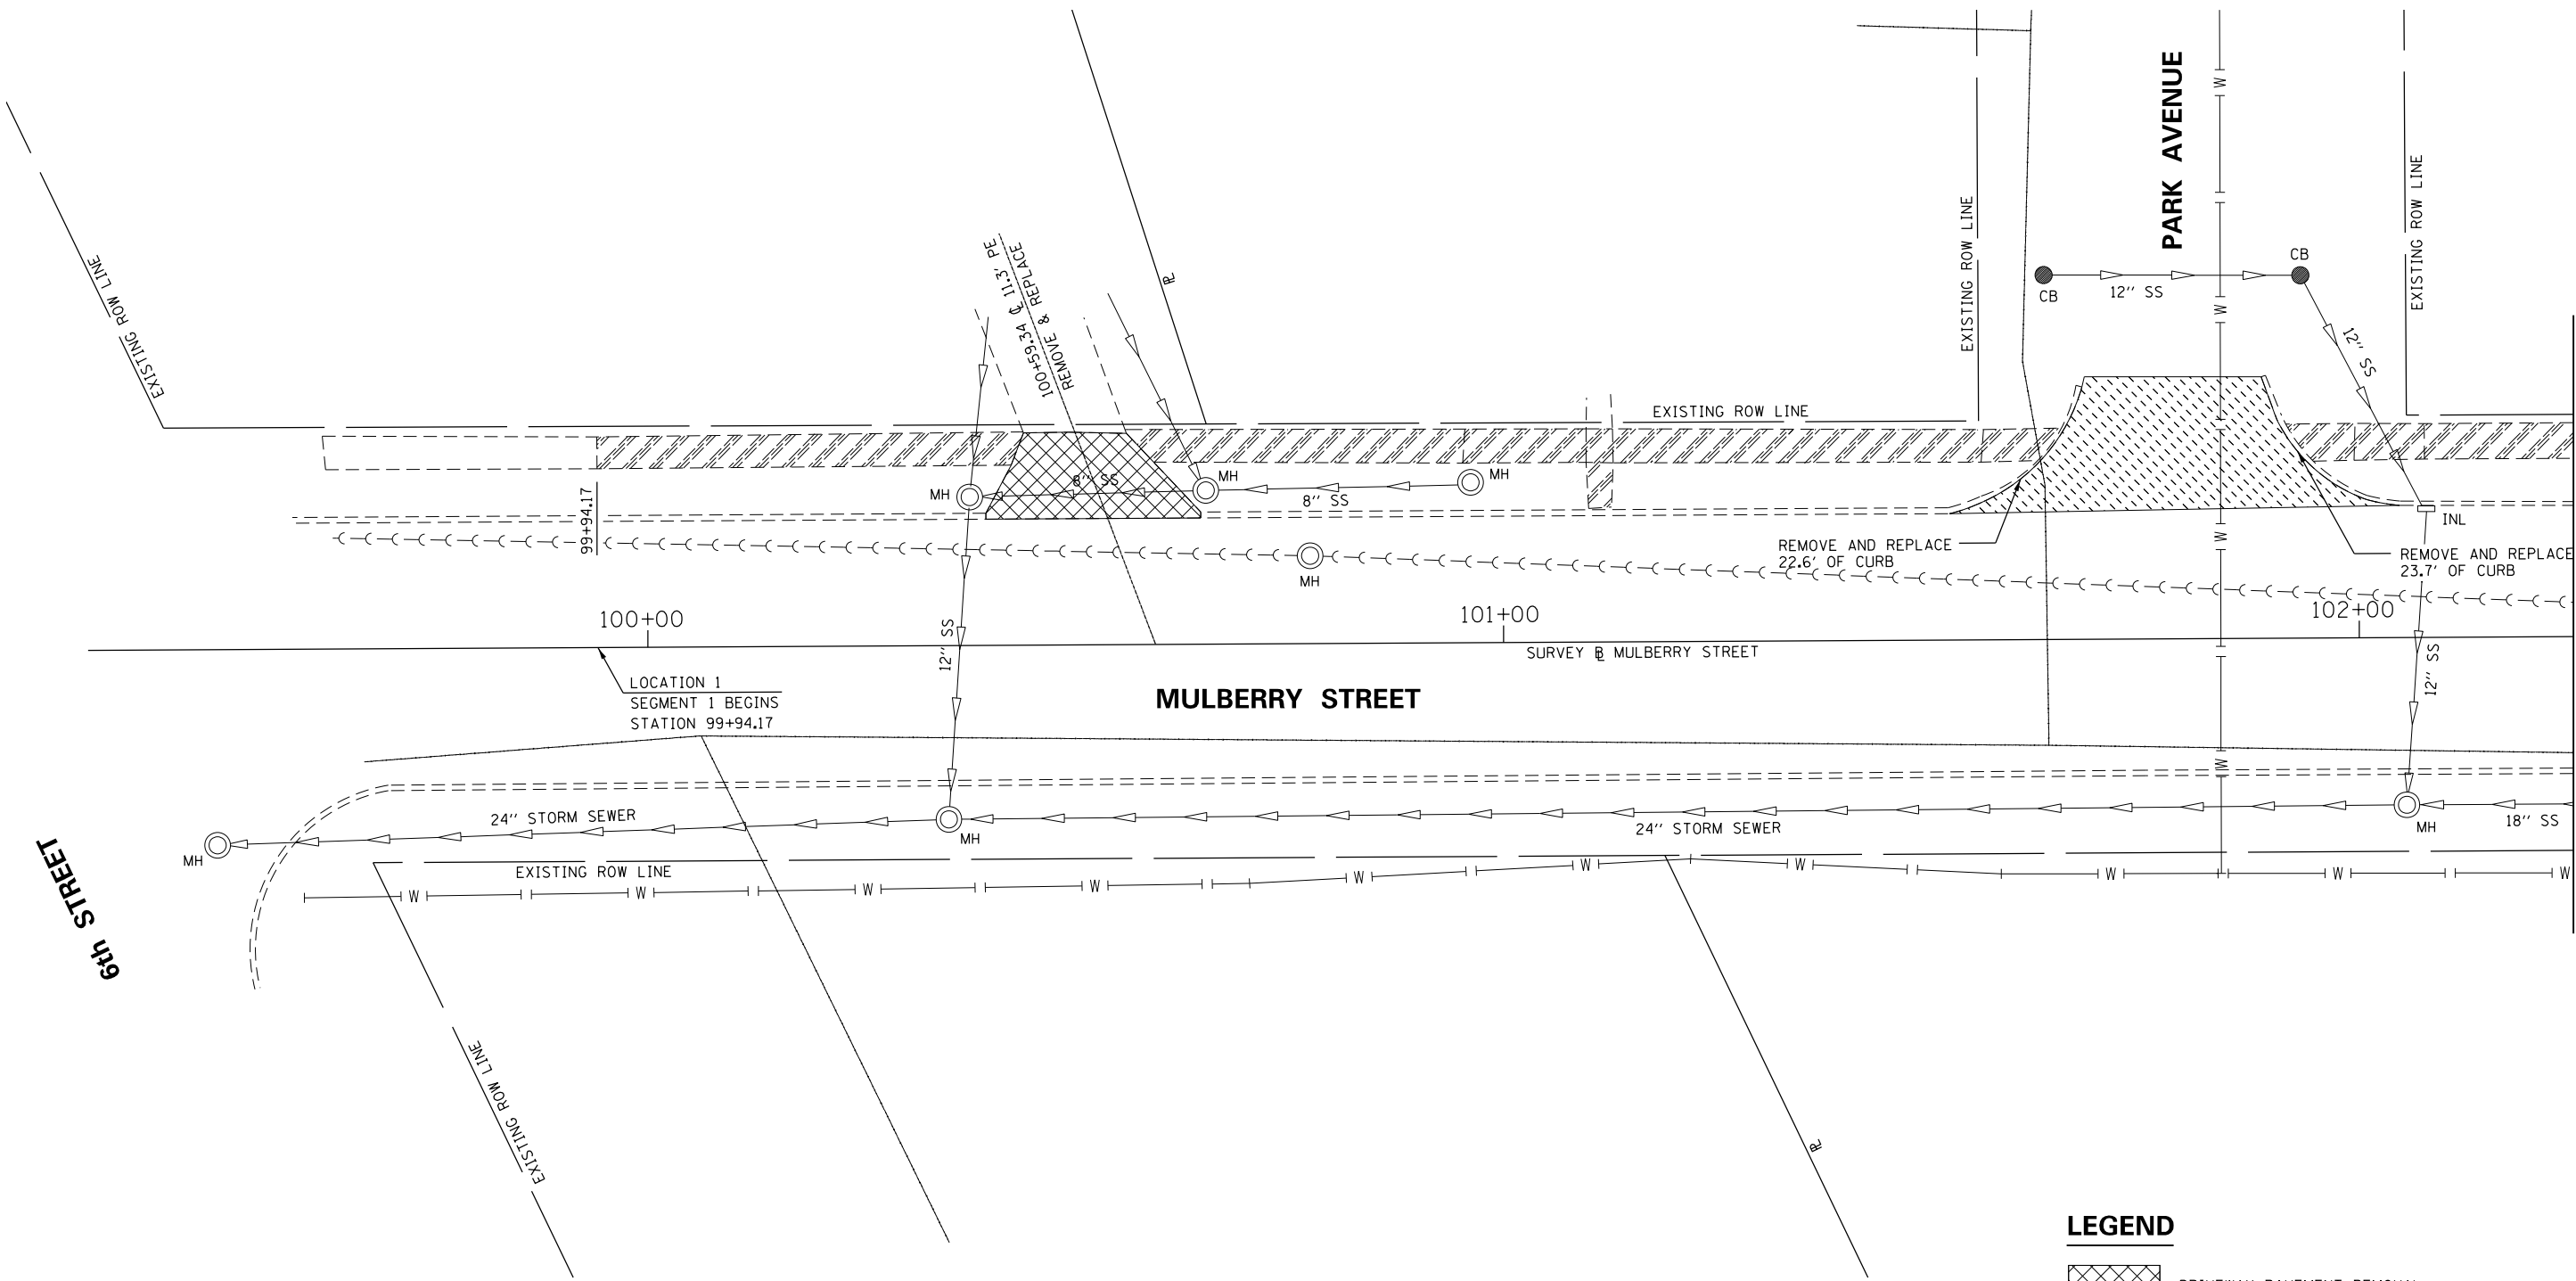 PARK AVENUE
EXISTING ROW LINE
EXISTING ROW LINE
EXISTING ROW LINE
100+59.34 ℄ 11.3' PE
REMOVE & REPLACE
PL
W
W
W
W
W
W
CB
CB
12" SS
12" SS
EXISTING ROW LINE
MH
8" SS
MH
8" SS
MH
99+94.17
INL
REMOVE AND REPLACE
22.6' OF CURB
REMOVE AND REPLACE
23.7' OF CURB
MH
100+00
101+00
102+00
12" SS
SURVEY BL MULBERRY STREET
12" SS
LOCATION 1
SEGMENT 1 BEGINS
STATION 99+94.17
MULBERRY STREET
24" STORM SEWER
24" STORM SEWER
18" SS
MH
MH
MH
EXISTING ROW LINE
W
W
W
W
W
W
W
W
W
W
6th STREET
EXISTING ROW LINE
PL
LEGEND